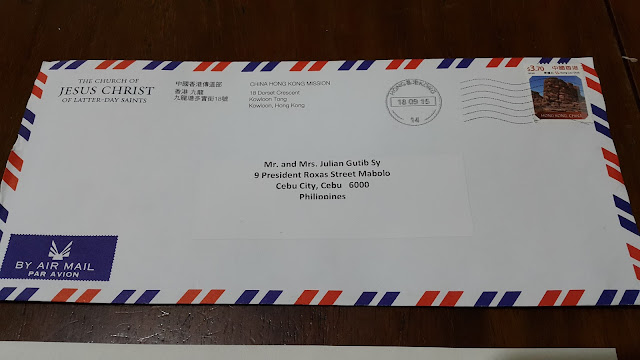 THE CHURCH OF
JESUS CHRIST
OF LATTER-DAY SAINTS
中國香港傳道部
香港 九龍
九龍塘多實街18號
CHINA HONG KONG MISSION
18 Dorset Crescent
Kowloon Tong
Kowloon, Hong Kong
HONG KONG
18 09 15
14
$3.70 中國香港
HONG KONG, CHINA
Mr. and Mrs. Julian Gutib Sy
9 President Roxas Street Mabolo
Cebu City, Cebu 6000
Philippines
BY AIR MAIL
PAR AVION